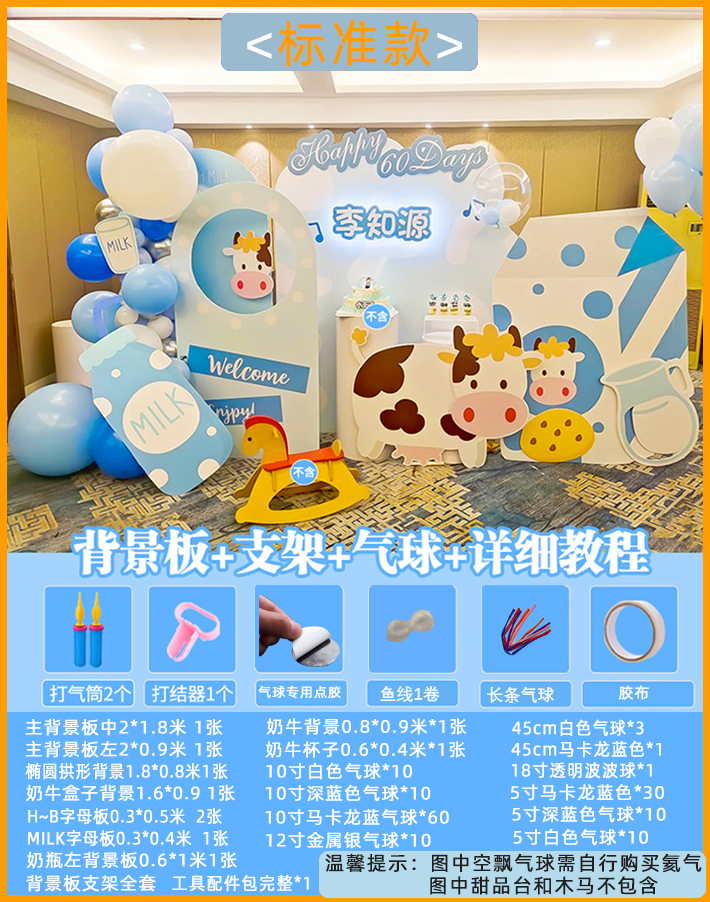 <标准款>
Happy
60 Days
MILK
李知源
MILK
不含
Welcome
Enjpy!
MILK
不含
背景板+支架+气球+详细教程
打气筒2个
打结器1个
气球专用点胶
鱼线1卷
长条气球
胶布
主背景板中2*1.8米 1张
主背景板左2*0.9米 1张
椭圆拱形背景1.8*0.8米1张
奶牛盒子背景1.6*0.9 1张
H~B字母板0.3*0.5米 2张
MILK字母板0.3*0.4米 1张
奶瓶左背景板0.6*1米1张
背景板支架全套 工具配件包完整*1
奶牛背景0.8*0.9米*1张
奶牛杯子0.6*0.4米*1张
10寸白色气球*10
10寸深蓝色气球*10
10寸马卡龙蓝气球*60
12寸金属银气球*10
45cm白色气球*3
45cm马卡龙蓝色*1
18寸透明波波球*1
5寸马卡龙蓝色*30
5寸深蓝色气球*10
5寸白色气球*10
温馨提示：图中空飘气球需自行购买氦气
图中甜品台和木马不包含